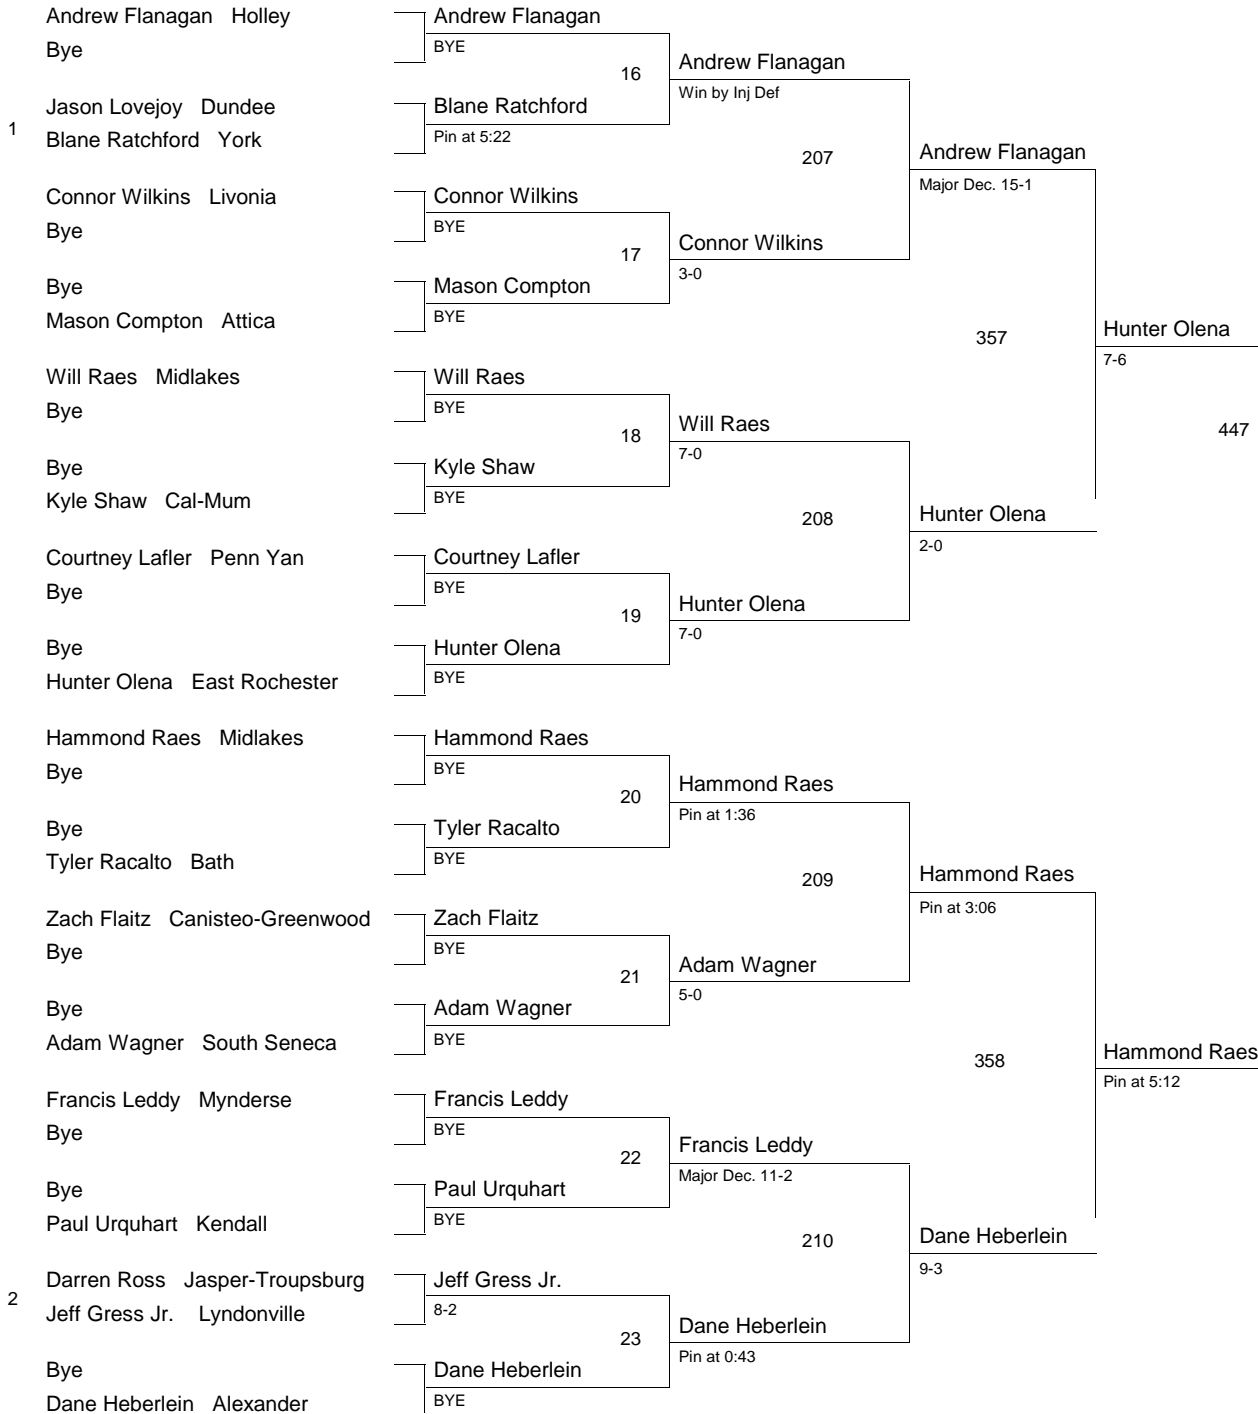 Andrew Flanagan Holley
Bye
1
Jason Lovejoy Dundee
Blane Ratchford York
Connor Wilkins Livonia
Bye
Bye
Mason Compton Attica
Will Raes Midlakes
Bye
Bye
Kyle Shaw Cal-Mum
Courtney Lafler Penn Yan
Bye
Bye
Hunter Olena East Rochester
Hammond Raes Midlakes
Bye
Bye
Tyler Racalto Bath
Zach Flaitz Canisteo-Greenwood
Bye
Bye
Adam Wagner South Seneca
Francis Leddy Mynderse
Bye
Bye
Paul Urquhart Kendall
2
Darren Ross Jasper-Troupsburg
Jeff Gress Jr. Lyndonville
Bye
Dane Heberlein Alexander
Andrew Flanagan
BYE
16
Blane Ratchford
Pin at 5:22
Connor Wilkins
BYE
17
Mason Compton
BYE
Will Raes
BYE
18
Kyle Shaw
BYE
Courtney Lafler
BYE
19
Hunter Olena
BYE
Hammond Raes
BYE
20
Tyler Racalto
BYE
Zach Flaitz
BYE
21
Adam Wagner
BYE
Francis Leddy
BYE
22
Paul Urquhart
BYE
Jeff Gress Jr.
8-2
23
Dane Heberlein
BYE
Andrew Flanagan
Win by Inj Def
207
Connor Wilkins
3-0
Will Raes
7-0
208
Hunter Olena
7-0
Hammond Raes
Pin at 1:36
209
Adam Wagner
5-0
Francis Leddy
Major Dec. 11-2
210
Dane Heberlein
Pin at 0:43
Andrew Flanagan
Major Dec. 15-1
357
Hunter Olena
2-0
Hammond Raes
Pin at 3:06
358
Dane Heberlein
9-3
Hunter Olena
7-6
447
Hammond Raes
Pin at 5:12